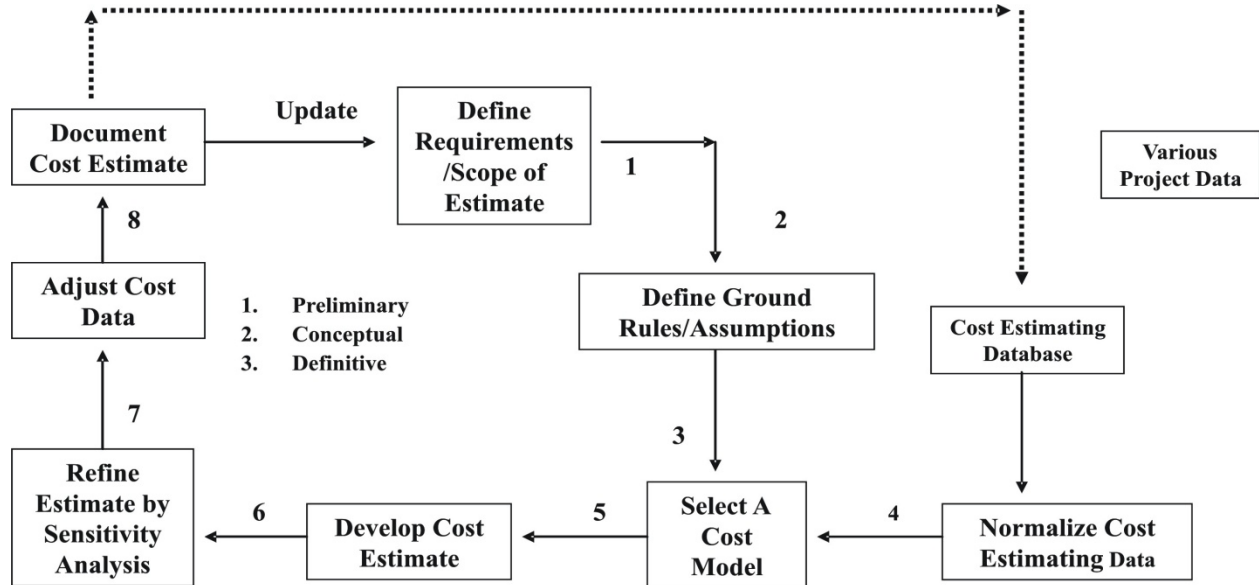 Update
Document
Cost Estimate
Define
Requirements
/Scope of
Estimate
1
Various
Project Data
8
2
Adjust Cost
Data
1. Preliminary
2. Conceptual
3. Definitive
Define Ground
Rules/Assumptions
Cost Estimating
Database
7
3
Refine
Estimate by
Sensitivity
Analysis
6
Develop Cost
Estimate
5
Select A
Cost
Model
4
Normalize Cost
Estimating Data